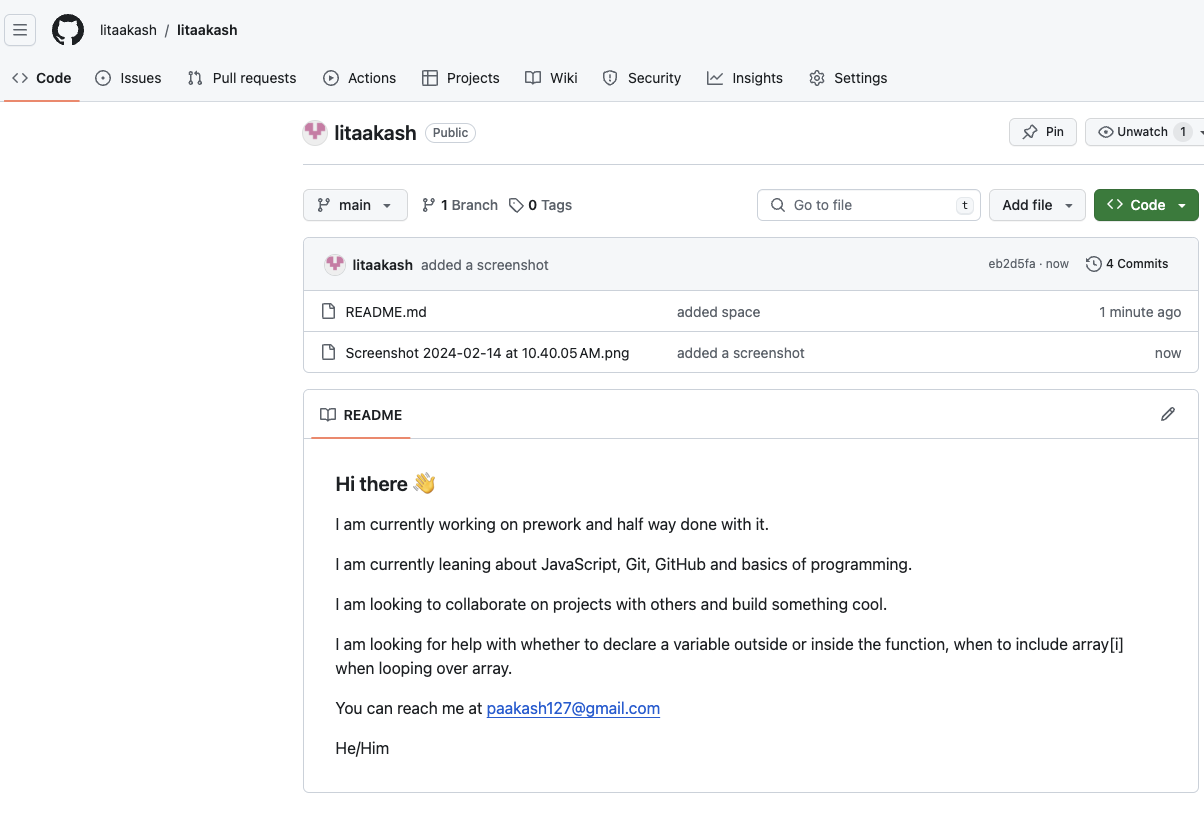 litaakash / litaakash
Code Issues Pull requests Actions Projects Wiki Security Insights Settings
litaakash Public Pin Unwatch 1
main 1 Branch 0 Tags Go to file t Add file Code
litaakash added a screenshot eb2d5fa · now 4 Commits
README.md added space 1 minute ago
Screenshot 2024-02-14 at 10.40.05 AM.png added a screenshot now
README
Hi there 👋
I am currently working on prework and half way done with it.
I am currently leaning about JavaScript, Git, GitHub and basics of programming.
I am looking to collaborate on projects with others and build something cool.
I am looking for help with whether to declare a variable outside or inside the function, when to include array[i]
when looping over array.
You can reach me at paakash127@gmail.com
He/Him